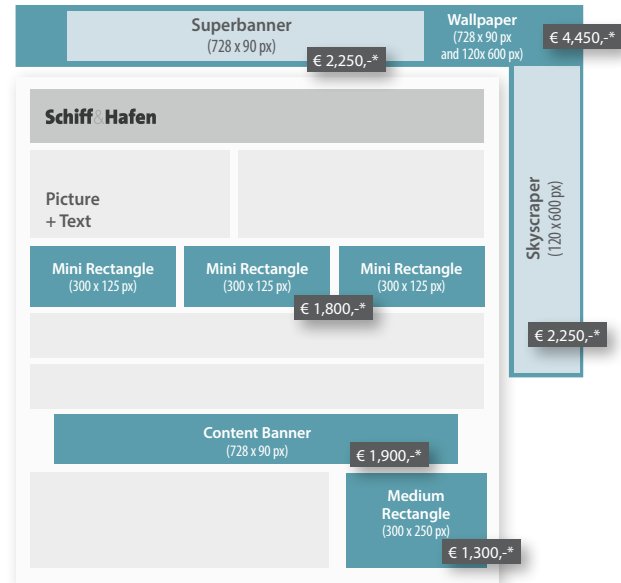 Superbanner
(728 x 90 px)
€ 2,250,-*
Wallpaper
(728 x 90 px
and 120x 600 px)
€ 4,450,-*
Schiff&Hafen
Skyscraper
(120 x 600 px)
€ 2,250,-*
Picture
+ Text
Mini Rectangle
(300 x 125 px)
Mini Rectangle
(300 x 125 px)
Mini Rectangle
(300 x 125 px)
€ 1,800,-*
Content Banner
(728 x 90 px)
€ 1,900,-*
Medium
Rectangle
(300 x 250 px)
€ 1,300,-*